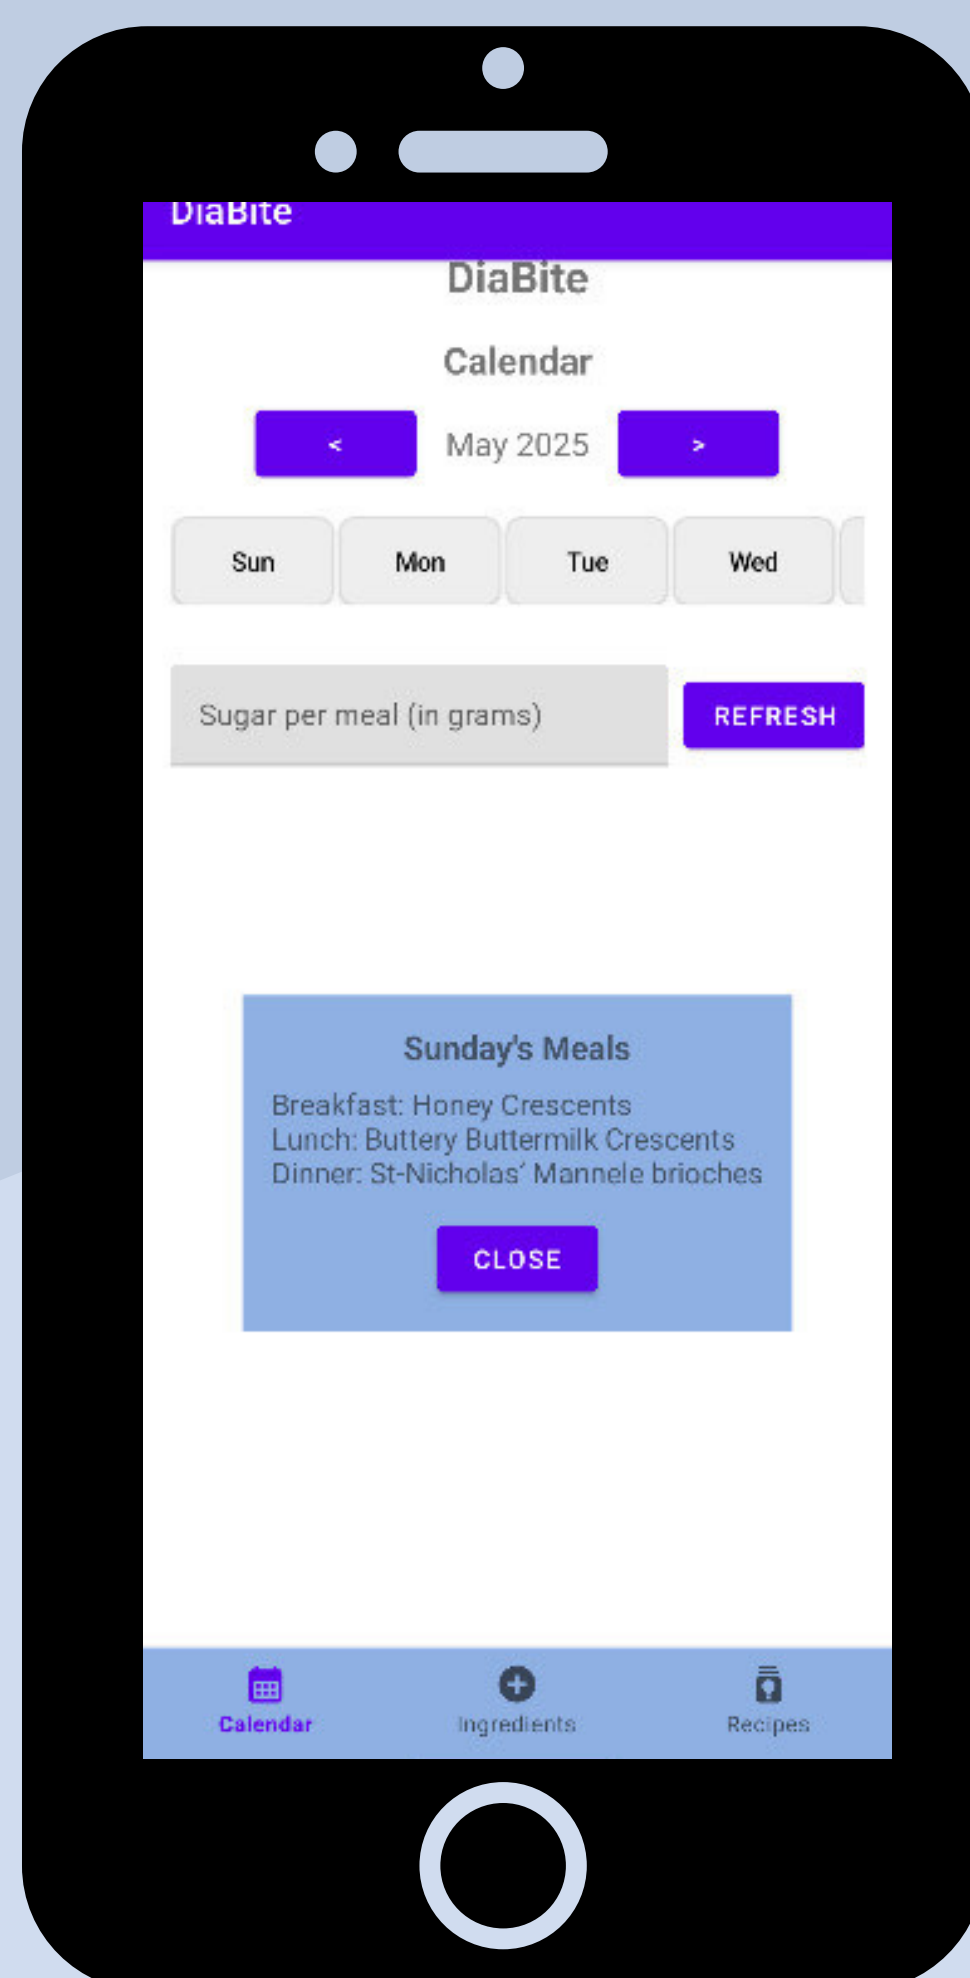 DiaBite
DiaBite
Calendar
< May 2025 >
Sun Mon Tue Wed
Sugar per meal (in grams) REFRESH
Sunday's Meals
Breakfast: Honey Crescents
Lunch: Buttery Buttermilk Crescents
Dinner: St-Nicholas’ Mannele brioches
CLOSE
Calendar Ingredients Recipes